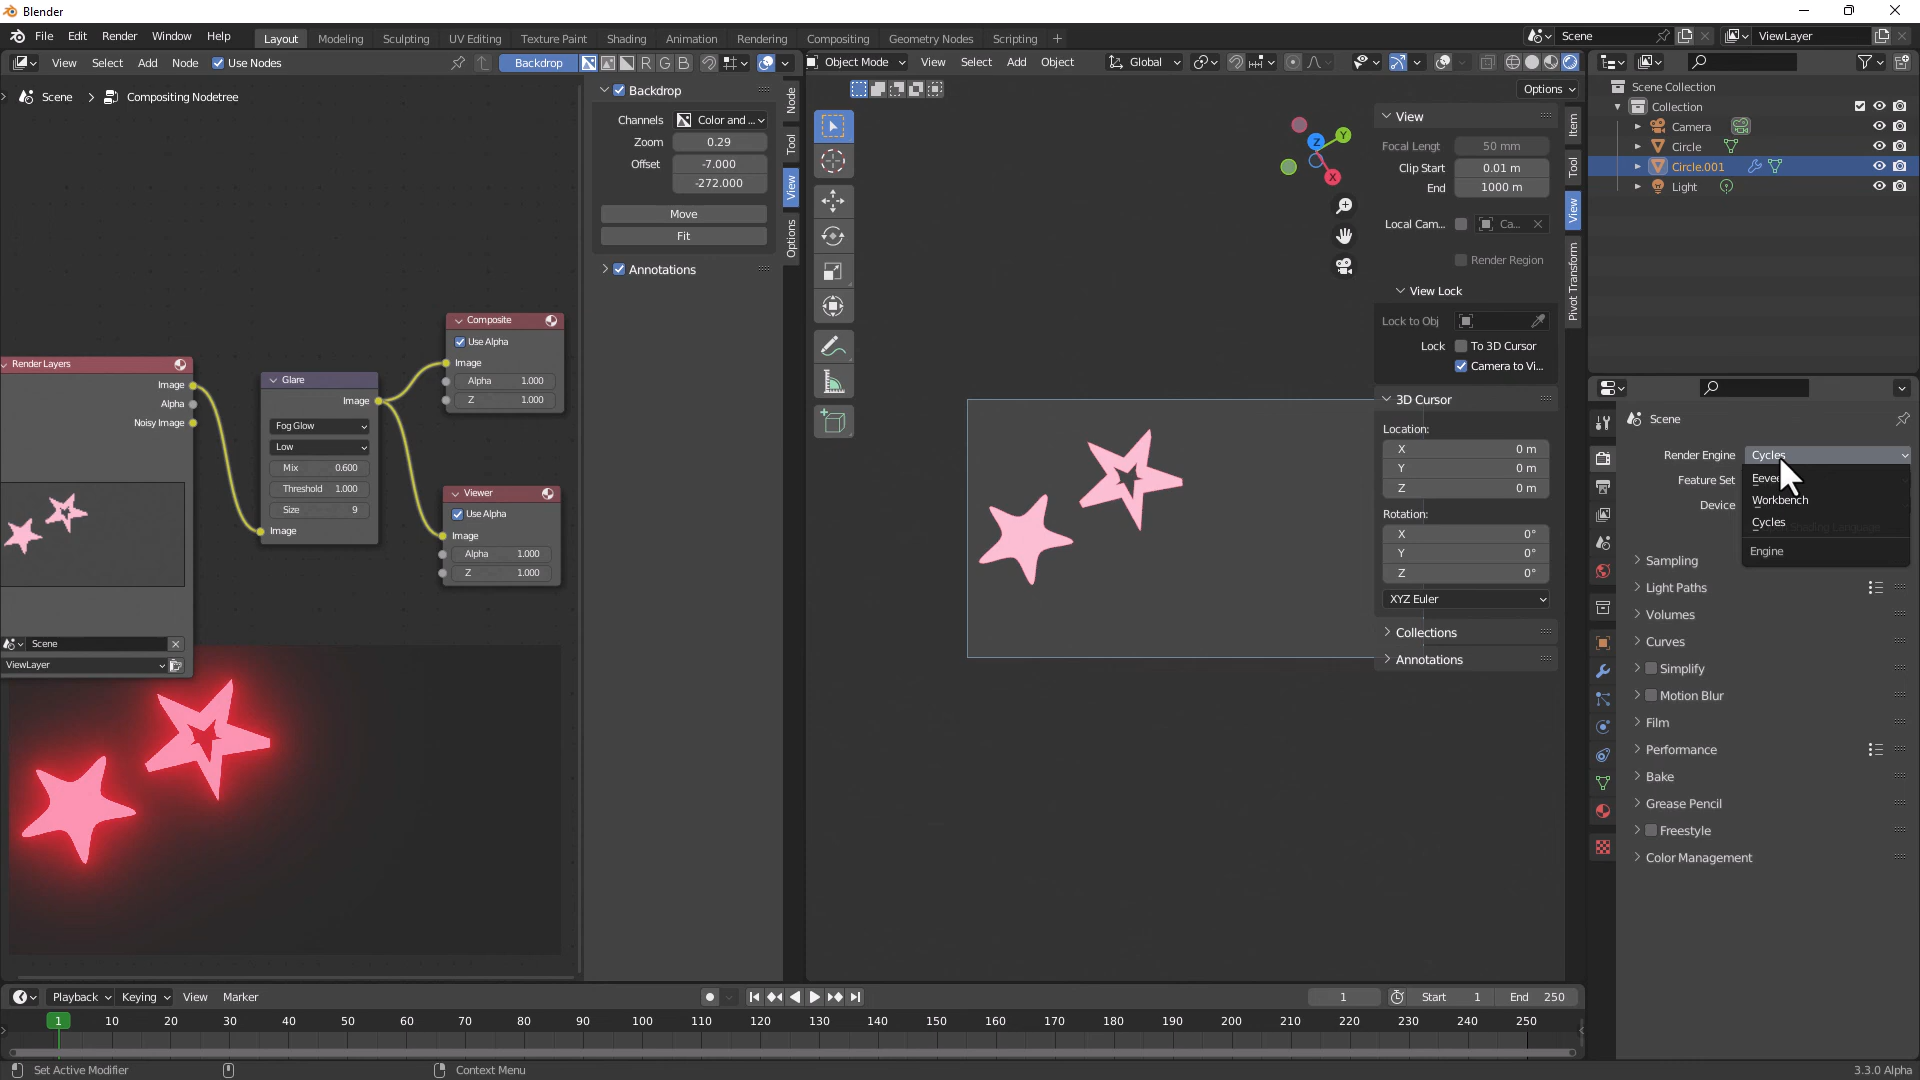 Blender
File Edit Render Window Help
Layout Modeling Sculpting UV Editing Texture Paint Shading Animation Rendering Compositing Geometry Nodes Scripting +
Scene
ViewLayer
View Select Add Node Use Nodes
Backdrop
R G B
Scene > Compositing Nodetree
Backdrop
Channels Color and ...
Zoom 0.29
Offset -7.000
-272.000
Move
Fit
Annotations
Node
Tool
View
Options
Render Layers
Image
Alpha
Noisy Image
Scene
ViewLayer
Glare
Image
Fog Glow
Low
Mix 0.600
Threshold 1.000
Size 9
Image
Composite
Use Alpha
Image
Alpha 1.000
Z 1.000
Viewer
Use Alpha
Image
Alpha 1.000
Z 1.000
Object Mode View Select Add Object Global
Options
Z
Y
X
View
Focal Lengt 50 mm
Clip Start 0.01 m
End 1000 m
Local Cam... Ca...
Render Region
View Lock
Lock to Obj
Lock To 3D Cursor
Camera to Vi...
3D Cursor
Location:
X 0 m
Y 0 m
Z 0 m
Rotation:
X 0°
Y 0°
Z 0°
XYZ Euler
Collections
Annotations
Item
Tool
View
Pivot Transform
Scene Collection
Collection
Camera
Circle
Circle.001
Light
Scene
Render Engine Cycles
Feature Set
Device
Workbench
Cycles
Engine
Sampling
Light Paths
Volumes
Curves
Simplify
Motion Blur
Film
Performance
Bake
Grease Pencil
Freestyle
Color Management
Playback Keying View Marker
1 Start 1 End 250
1 10 20 30 40 50 60 70 80 90 100 110 120 130 140 150 160 170 180 190 200 210 220 230 240 250
Set Active Modifier Context Menu 3.3.0 Alpha